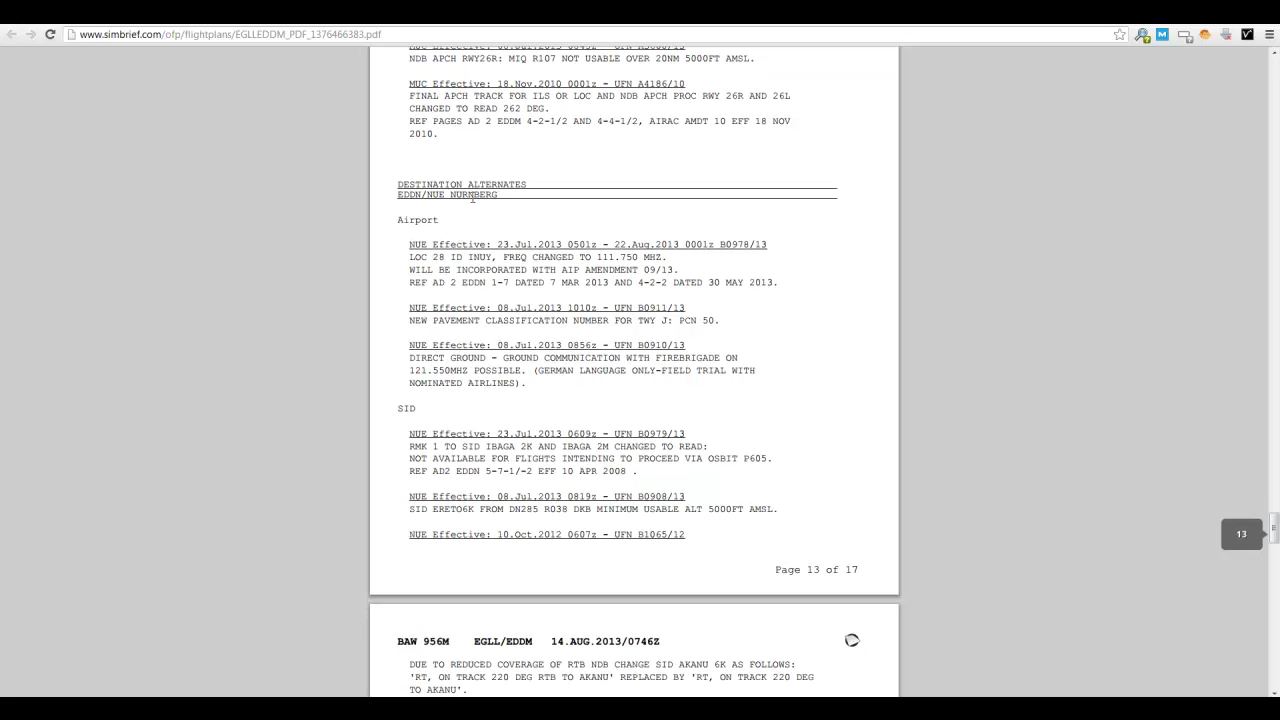 www.simbrief.com/ofp/flightplans/EGLLEDDM_PDF_1376466383.pdf
NDB APCH RWY26R: MIQ R107 NOT USABLE OVER 20NM 5000FT AMSL.
MUC Effective: 18.Nov.2010 0001z - UFN A4186/10
FINAL APCH TRACK FOR ILS OR LOC AND NDB APCH PROC RWY 26R AND 26L
CHANGED TO READ 262 DEG.
REF PAGES AD 2 EDDM 4-2-1/2 AND 4-4-1/2, AIRAC AMDT 10 EFF 18 NOV
2010.
DESTINATION ALTERNATES
EDDN/NUE NURNBERG
Airport
NUE Effective: 23.Jul.2013 0501z - 22.Aug.2013 0001z B0978/13
LOC 28 ID INUY, FREQ CHANGED TO 111.750 MHZ.
WILL BE INCORPORATED WITH AIP AMENDMENT 09/13.
REF AD 2 EDDN 1-7 DATED 7 MAR 2013 AND 4-2-2 DATED 30 MAY 2013.
NUE Effective: 08.Jul.2013 1010z - UFN B0911/13
NEW PAVEMENT CLASSIFICATION NUMBER FOR TWY J: PCN 50.
NUE Effective: 08.Jul.2013 0856z - UFN B0910/13
DIRECT GROUND - GROUND COMMUNICATION WITH FIREBRIGADE ON
121.550MHZ POSSIBLE. (GERMAN LANGUAGE ONLY-FIELD TRIAL WITH
NOMINATED AIRLINES).
SID
NUE Effective: 23.Jul.2013 0609z - UFN B0979/13
RMK 1 TO SID IBAGA 2K AND IBAGA 2M CHANGED TO READ:
NOT AVAILABLE FOR FLIGHTS INTENDING TO PROCEED VIA OSBIT P605.
REF AD2 EDDN 5-7-1/-2 EFF 10 APR 2008 .
NUE Effective: 08.Jul.2013 0819z - UFN B0908/13
SID ERETO6K FROM DN285 R038 DKB MINIMUM USABLE ALT 5000FT AMSL.
NUE Effective: 10.Oct.2012 0607z - UFN B1065/12
13
Page 13 of 17
BAW 956M EGLL/EDDM 14.AUG.2013/0746Z
DUE TO REDUCED COVERAGE OF RTB NDB CHANGE SID AKANU 6K AS FOLLOWS:
'RT, ON TRACK 220 DEG RTB TO AKANU' REPLACED BY 'RT, ON TRACK 220 DEG
TO AKANU'.